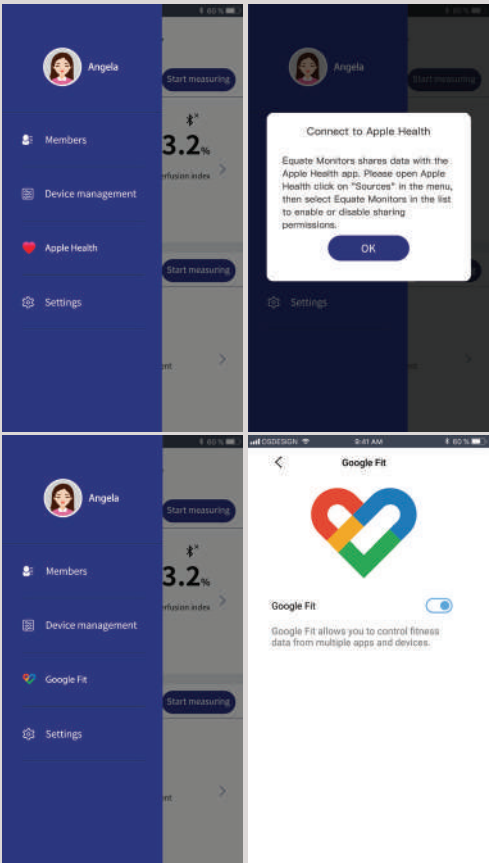 60 %
Angela
Start measuring
Members
3.2%
erfusion index
Device management
Apple Health
Start measuring
Settings
ent
60 %
Angela
Start measuring
Connect to Apple Health
Equate Monitors shares data with the
Apple Health app. Please open Apple
Health click on "Sources" in the menu,
then select Equate Monitors in the list
to enable or disable sharing
permissions.
OK
Settings
ent
60 %
Angela
Start measuring
Members
3.2%
erfusion index
Device management
Google Fit
Start measuring
Settings
ent
OSDESIGN 9:41 AM 60 %
Google Fit
Google Fit
Google Fit allows you to control fitness
data from multiple apps and devices.